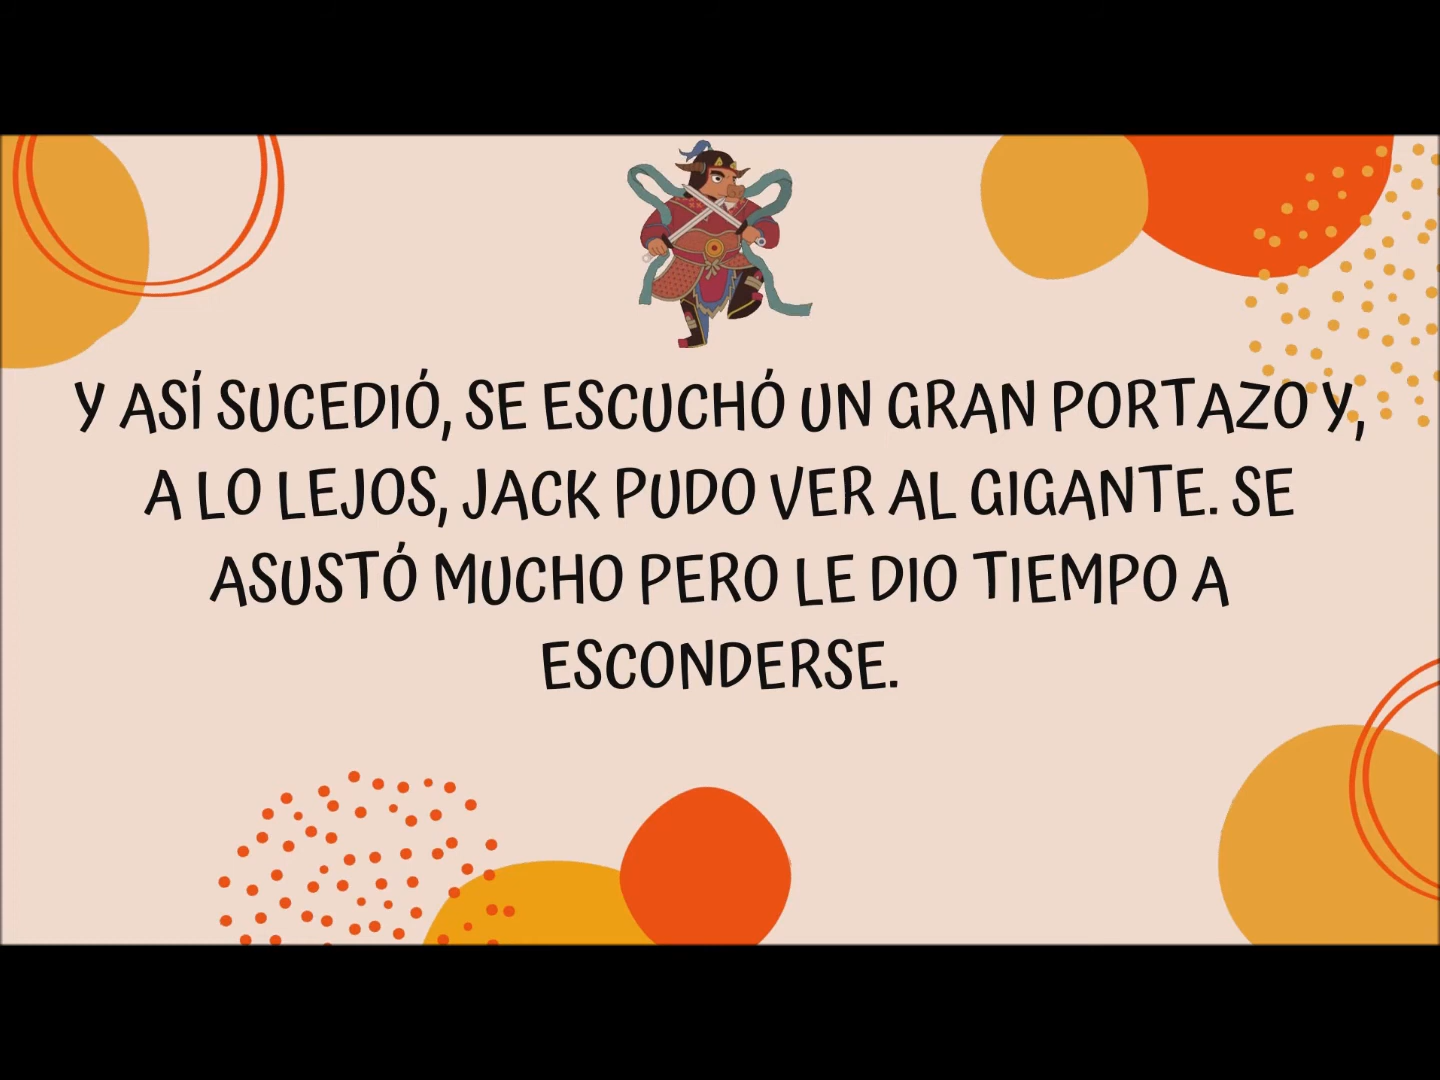 Y ASÍ SUCEDIÓ, SE ESCUCHÓ UN GRAN PORTAZO Y,
A LO LEJOS, JACK PUDO VER AL GIGANTE. SE
ASUSTÓ MUCHO PERO LE DIO TIEMPO A
ESCONDERSE.